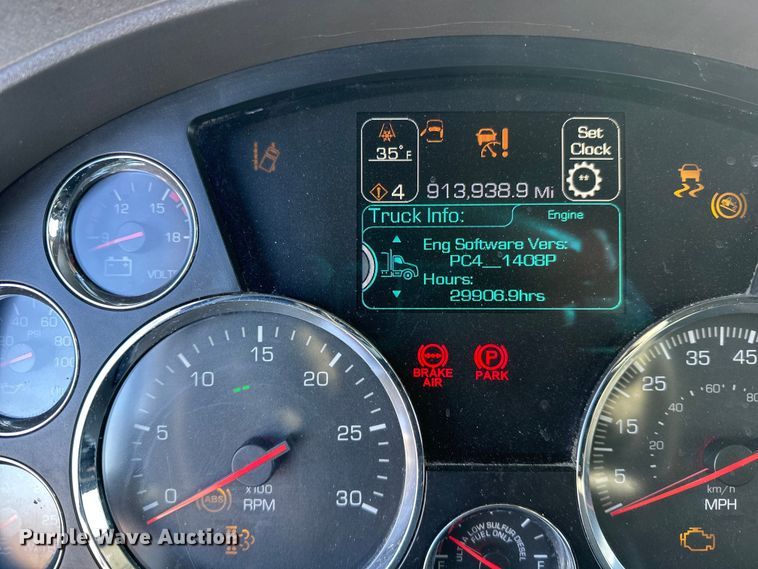 35°F
4
913,938.9 Mi
Set
Clock
Truck Info:
Engine
Eng Software Vers:
PC4__1408P
Hours:
29906.9hrs
12
15
18
VOLT
40
60
PSI
80
100
BRAKE
AIR
P
PARK
0
5
10
15
20
25
30
x100
RPM
ABS
5
15
25
35
45
20
40
60
80
km/h
MPH
ULTRA LOW SULFUR DIESEL
FUEL ONLY
E
F
Purple Wave Auction